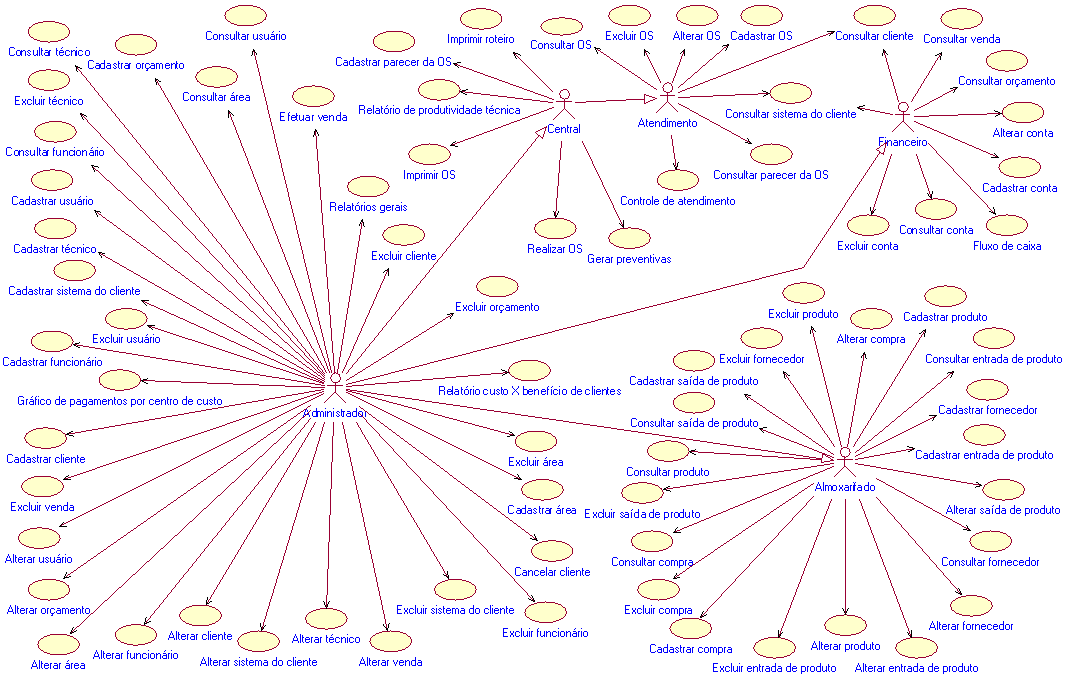 Consultar técnico
Cadastrar orçamento
Consultar usuário
Excluir técnico
Consultar área
Efetuar venda
Consultar funcionário
Cadastrar usuário
Relatórios gerais
Cadastrar técnico
Excluir cliente
Cadastrar sistema do cliente
Excluir orçamento
Excluir usuário
Cadastrar funcionário
Gráfico de pagamentos por centro de custo
Relatório custo X benefício de clientes
Administrador
Cadastrar cliente
Excluir área
Excluir venda
Cadastrar área
Alterar usuário
Cancelar cliente
Alterar orçamento
Excluir sistema do cliente
Excluir funcionário
Alterar área
Alterar funcionário
Alterar cliente
Alterar sistema do cliente
Alterar técnico
Alterar venda
Imprimir roteiro
Cadastrar parecer da OS
Relatório de produtividade técnica
Central
Imprimir OS
Realizar OS
Gerar preventivas
Consultar OS
Excluir OS
Alterar OS
Cadastrar OS
Consultar cliente
Atendimento
Consultar sistema do cliente
Consultar parecer da OS
Controle de atendimento
Consultar venda
Consultar orçamento
Alterar conta
Financeiro
Cadastrar conta
Excluir conta
Consultar conta
Fluxo de caixa
Excluir produto
Cadastrar produto
Alterar compra
Excluir fornecedor
Consultar entrada de produto
Cadastrar saída de produto
Cadastrar fornecedor
Consultar saída de produto
Cadastrar entrada de produto
Consultar produto
Almoxarifado
Excluir saída de produto
Alterar saída de produto
Consultar compra
Consultar fornecedor
Excluir compra
Alterar fornecedor
Cadastrar compra
Alterar produto
Excluir entrada de produto
Alterar entrada de produto